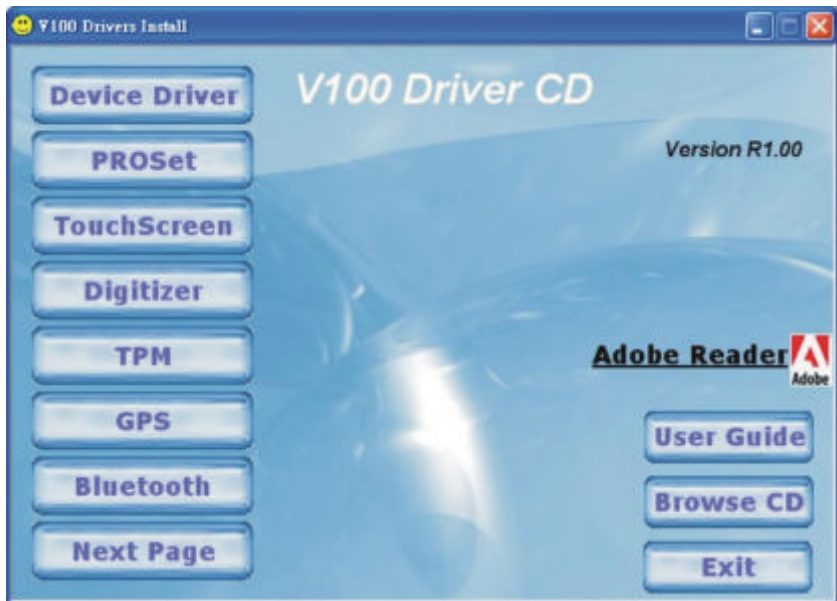 V100 Drivers Install
V100 Driver CD
Version R1.00
Device Driver
PROSet
TouchScreen
Digitizer
TPM
GPS
Bluetooth
Next Page
Adobe Reader
Adobe
User Guide
Browse CD
Exit